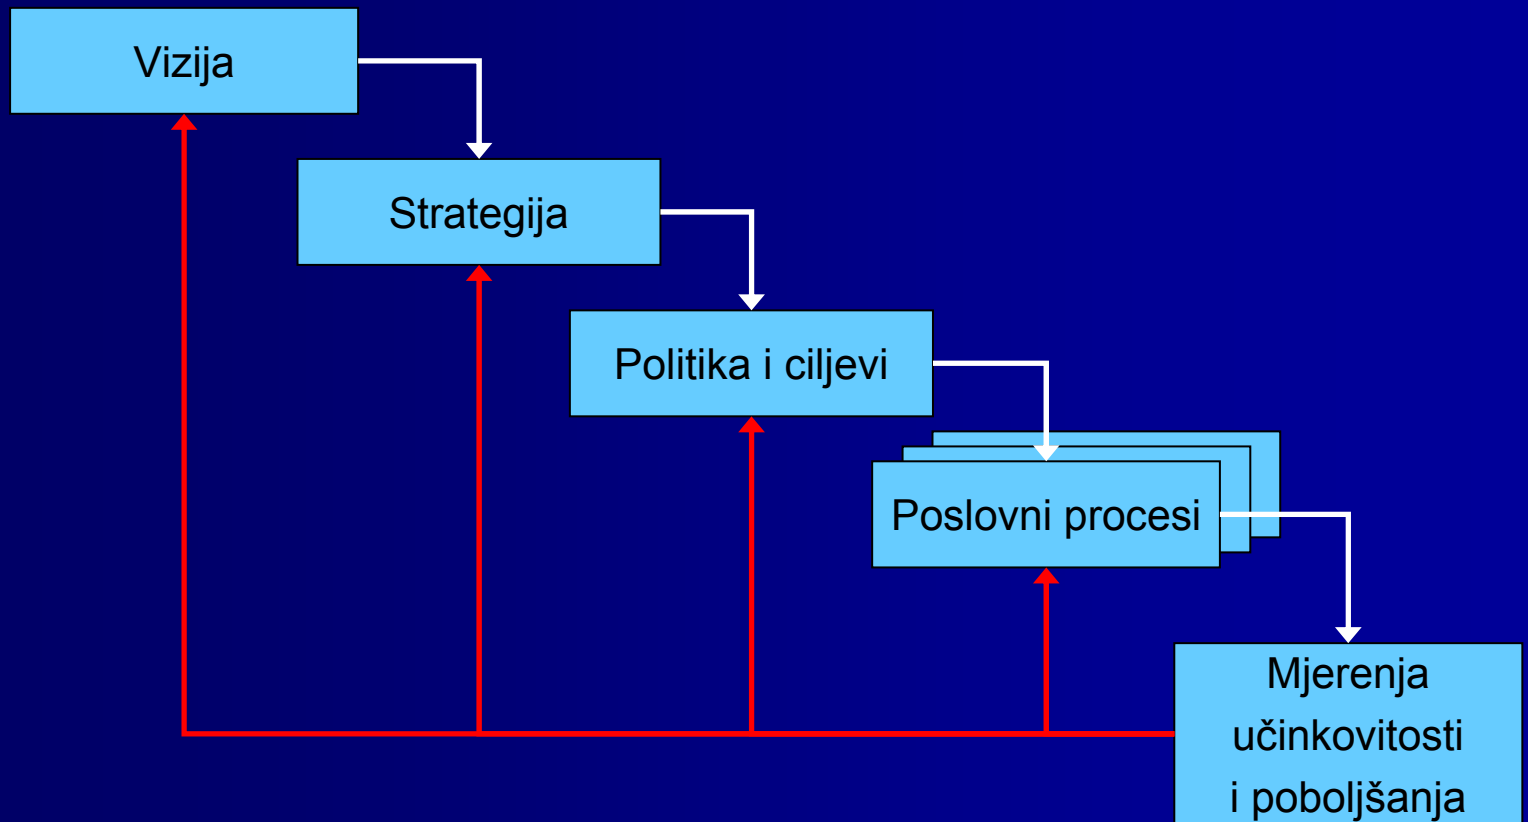 Vizija
Strategija
Politika i ciljevi
Poslovni procesi
Mjerenja
učinkovitosti
i poboljšanja